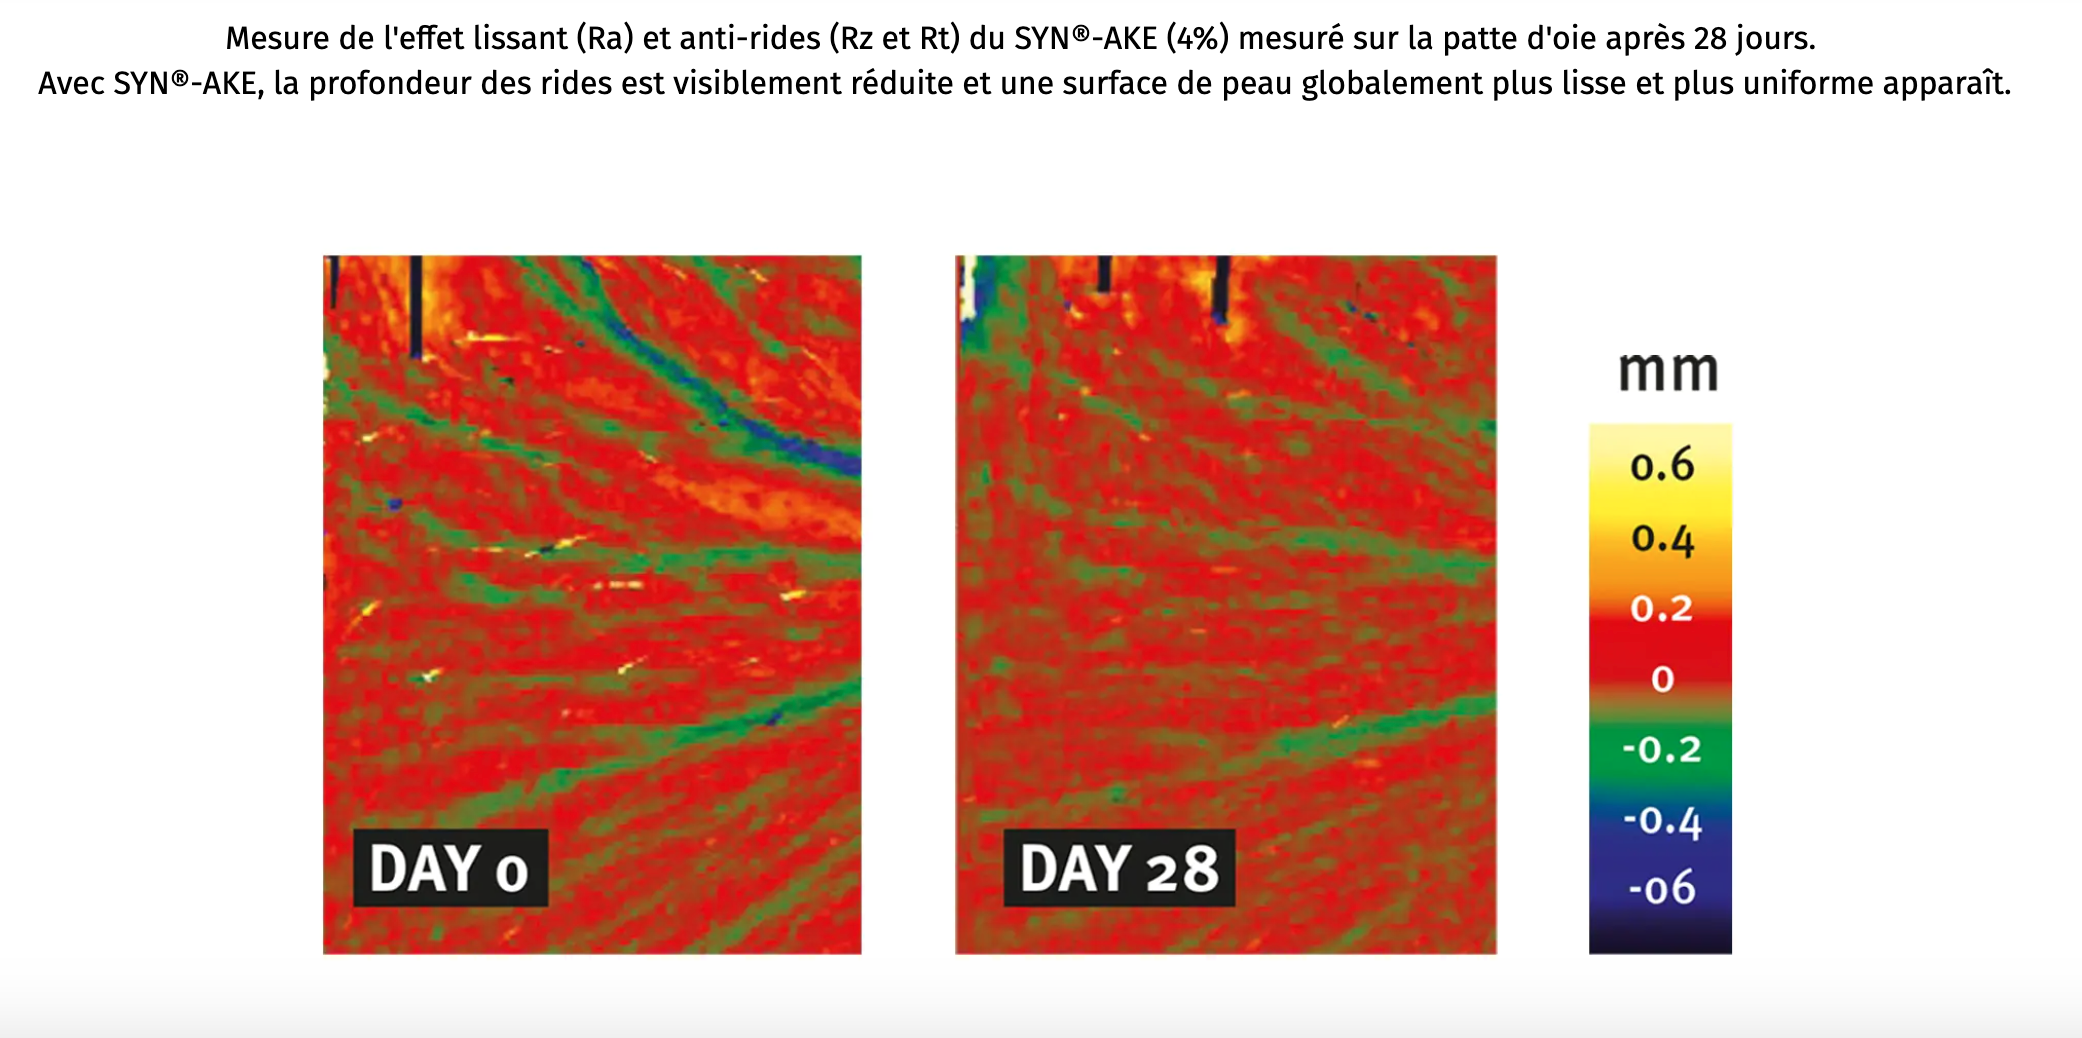 Mesure de l'effet lissant (Ra) et anti-rides (Rz et Rt) du SYN®-AKE (4%) mesuré sur la patte d'oie après 28 jours.
Avec SYN®-AKE, la profondeur des rides est visiblement réduite et une surface de peau globalement plus lisse et plus uniforme apparaît.
mm
0.6
0.4
0.2
0
-0.2
-0.4
-06
DAY 0
DAY 28